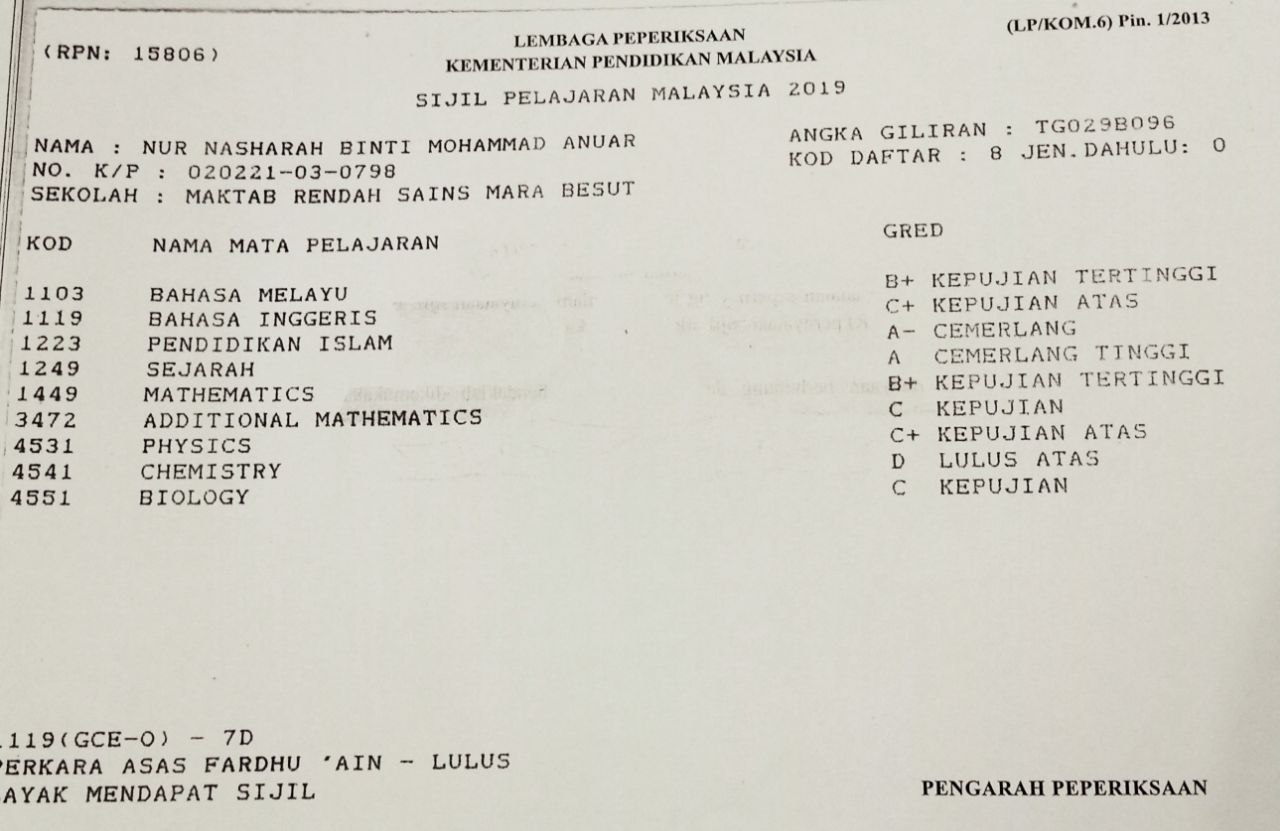 (RPN: 15806)
LEMBAGA PEPERIKSAAN
(LP/KOM.6) Pin. 1/2013
KEMENTERIAN PENDIDIKAN MALAYSIA
SIJIL PELAJARAN MALAYSIA 2019
NAMA : NUR NASHARAH BINTI MOHAMMAD ANUAR
ANGKA GILIRAN : TG029B096
NO. K/P : 020221-03-0798
KOD DAFTAR : 8 JEN.DAHULU: 0
SEKOLAH : MAKTAB RENDAH SAINS MARA BESUT
KOD NAMA MATA PELAJARAN GRED
1103 BAHASA MELAYU B+ KEPUJIAN TERTINGGI
1119 BAHASA INGGERIS C+ KEPUJIAN ATAS
1223 PENDIDIKAN ISLAM A- CEMERLANG
1249 SEJARAH A CEMERLANG TINGGI
1449 MATHEMATICS B+ KEPUJIAN TERTINGGI
3472 ADDITIONAL MATHEMATICS C KEPUJIAN
4531 PHYSICS C+ KEPUJIAN ATAS
4541 CHEMISTRY D LULUS ATAS
4551 BIOLOGY C KEPUJIAN
119(GCE-O) - 7D
PERKARA ASAS FARDHU 'AIN - LULUS
AYAK MENDAPAT SIJIL
PENGARAH PEPERIKSAAN